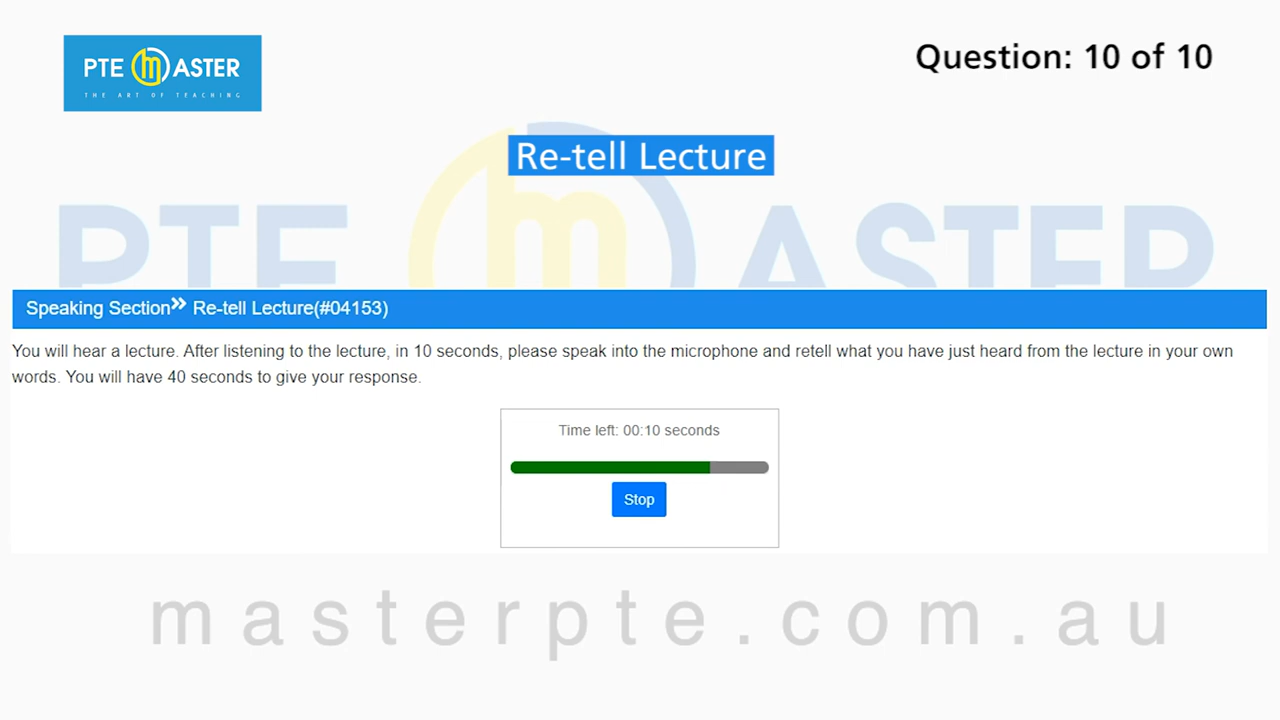 PTE MASTER
THE ART OF TEACHING
Question: 10 of 10
Re-tell Lecture
PTE MASTER
Speaking Section» Re-tell Lecture(#04153)
You will hear a lecture. After listening to the lecture, in 10 seconds, please speak into the microphone and retell what you have just heard from the lecture in your own
words. You will have 40 seconds to give your response.
Time left: 00:10 seconds
Stop
masterpte.com.au